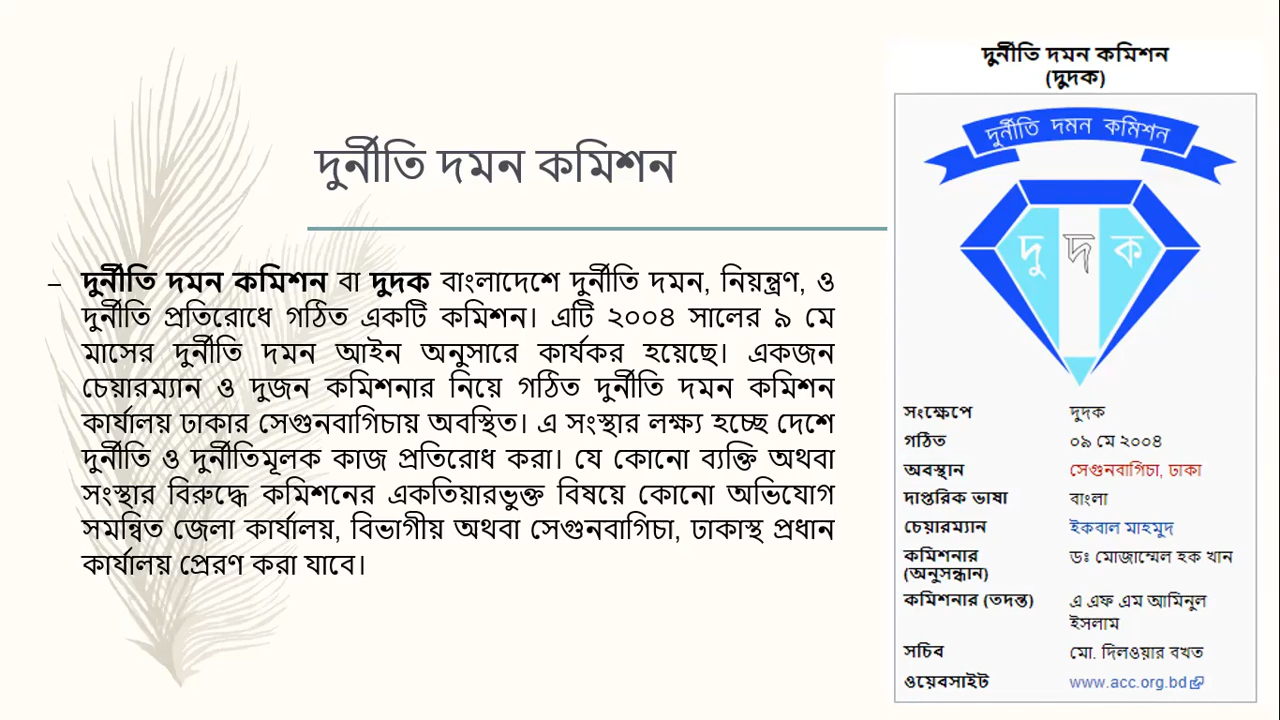 দুর্নীতি দমন কমিশন
– দুর্নীতি দমন কমিশন বা দুদক বাংলাদেশে দুর্নীতি দমন, নিয়ন্ত্রণ, ও
দুর্নীতি প্রতিরোধে গঠিত একটি কমিশন। এটি ২০০৪ সালের ৯ মে
মাসের দুর্নীতি দমন আইন অনুসারে কার্যকর হয়েছে। একজন
চেয়ারম্যান ও দুজন কমিশনার নিয়ে গঠিত দুর্নীতি দমন কমিশন
কার্যালয় ঢাকার সেগুনবাগিচায় অবস্থিত। এ সংস্থার লক্ষ্য হচ্ছে দেশে
দুর্নীতি ও দুর্নীতিমূলক কাজ প্রতিরোধ করা। যে কোনো ব্যক্তি অথবা
সংস্থার বিরুদ্ধে কমিশনের একতিয়ারভুক্ত বিষয়ে কোনো অভিযোগ
সমন্বিত জেলা কার্যালয়, বিভাগীয় অথবা সেগুনবাগিচা, ঢাকাস্থ প্রধান
কার্যালয় প্রেরণ করা যাবে।
দুর্নীতি দমন কমিশন
(দুদক)
দুর্নীতি দমন কমিশন
দু দ ক
সংক্ষেপে দুদক
গঠিত ০৯ মে ২০০৪
অবস্থান সেগুনবাগিচা, ঢাকা
দাপ্তরিক ভাষা বাংলা
চেয়ারম্যান ইকবাল মাহমুদ
কমিশনার (অনুসন্ধান) ডঃ মোজাম্মেল হক খান
কমিশনার (তদন্ত) এ এফ এম আমিনুল
ইসলাম
সচিব মো. দিলওয়ার বখত
ওয়েবসাইট www.acc.org.bd